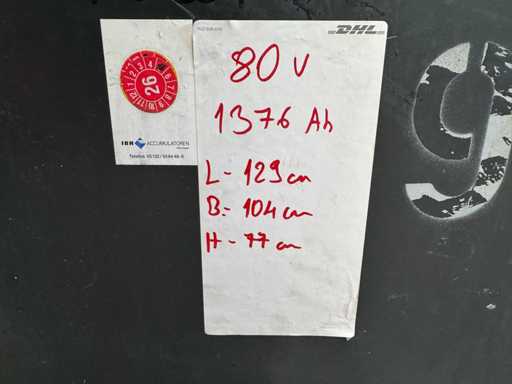 DHL
80 V
1376 Ah
L - 129 cm
B - 104 cm
H - 77 cm
26
IBH ACCUMULATOREN
g